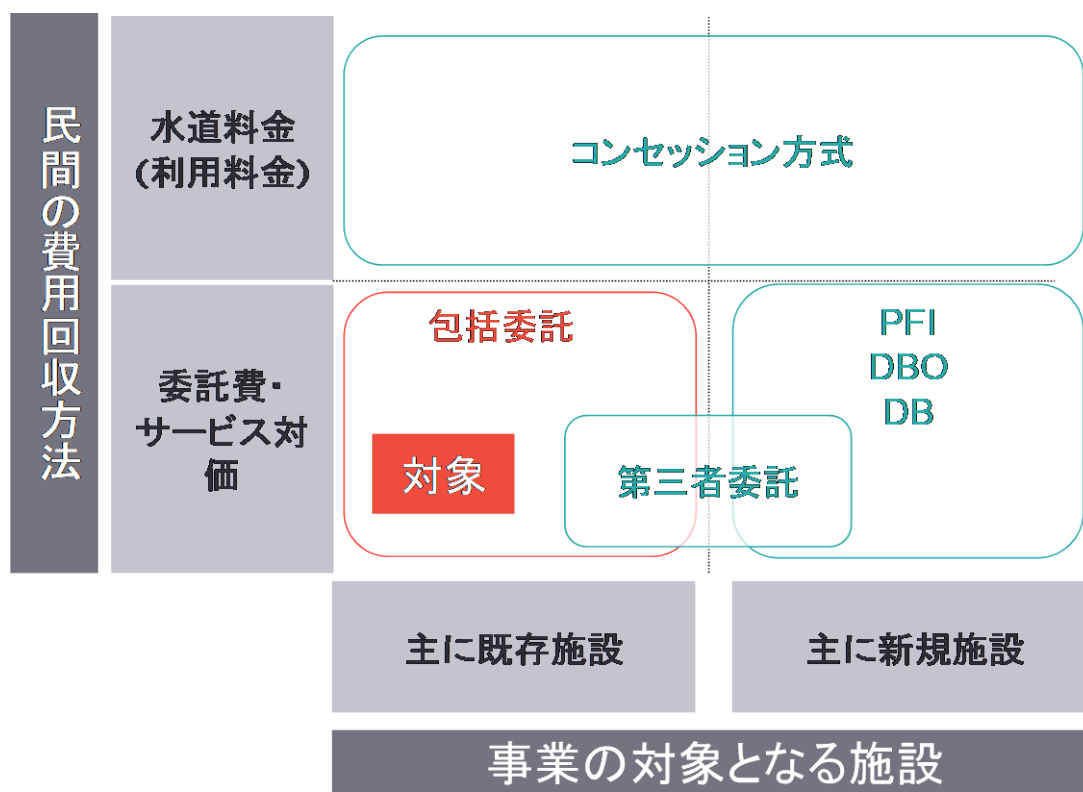 民間の費用回収方法
水道料金
(利用料金)
コンセッション方式
委託費・
サービス対
価
包括委託
対象
第三者委託
PFI
DBO
DB
主に既存施設
主に新規施設
事業の対象となる施設